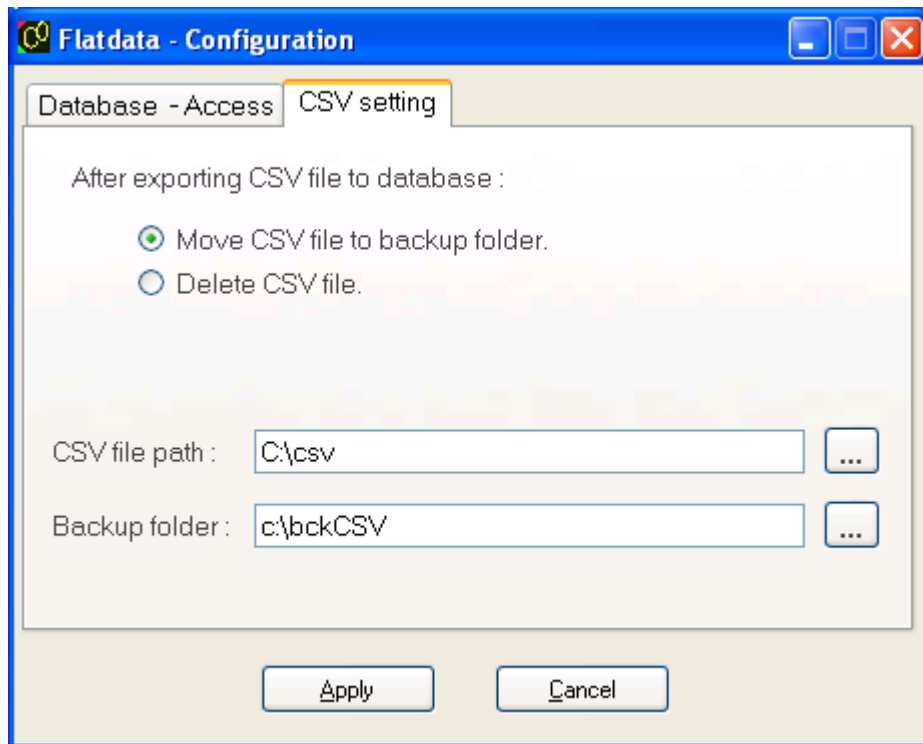 Flatdata - Configuration
Database - Access CSV setting
After exporting CSV file to database :
Move CSV file to backup folder.
Delete CSV file.
CSV file path : C:\csv ...
Backup folder : c:\bckCSV ...
Apply Cancel